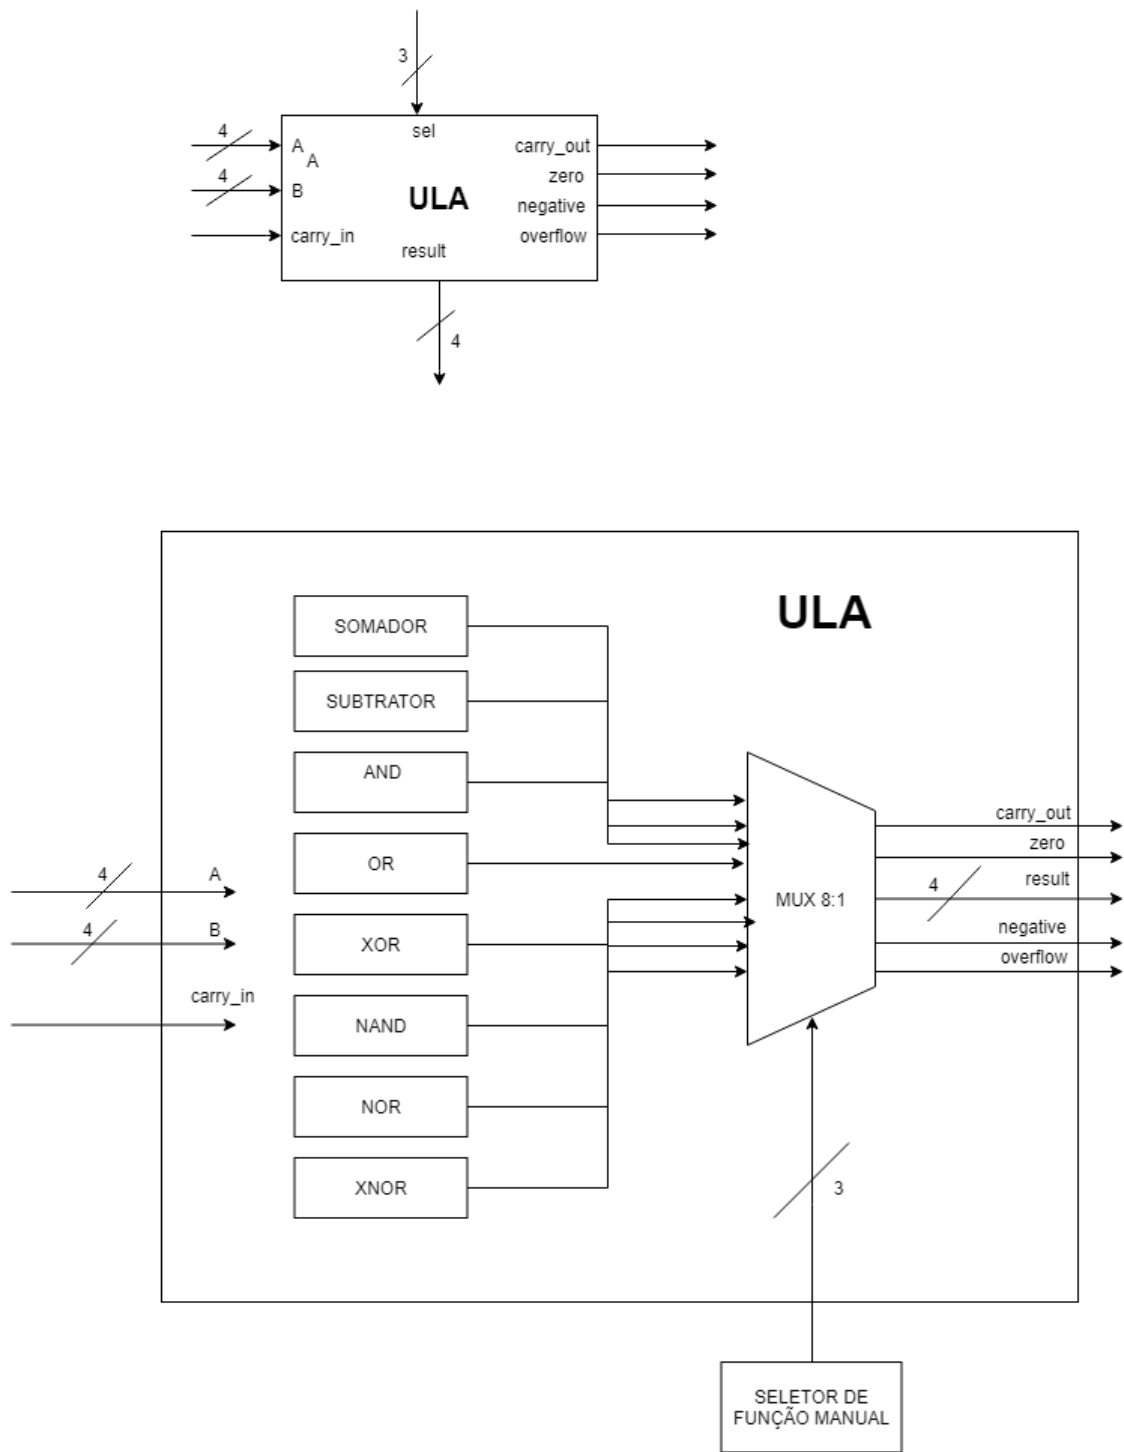 3
sel
4
A
A
4
B
carry_in
ULA
result
carry_out
zero
negative
overflow
4
ULA
SOMADOR
SUBTRATOR
AND
OR
XOR
NAND
NOR
XNOR
4
A
4
B
carry_in
MUX 8:1
carry_out
zero
4
result
negative
overflow
3
SELETOR DE
FUNÇÃO MANUAL